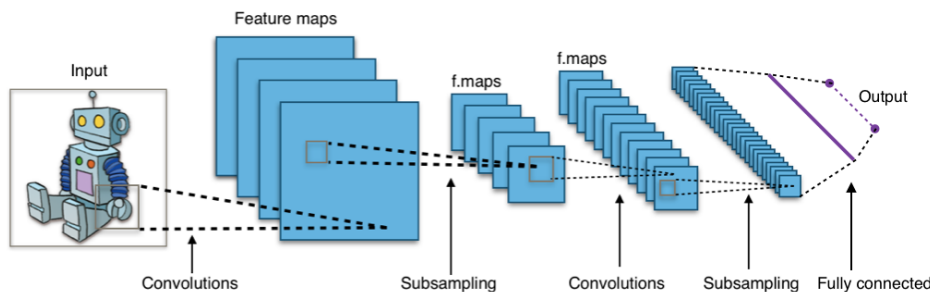 Feature maps
Input
f.maps
f.maps
Output
Convolutions
Subsampling
Convolutions
Subsampling
Fully connected